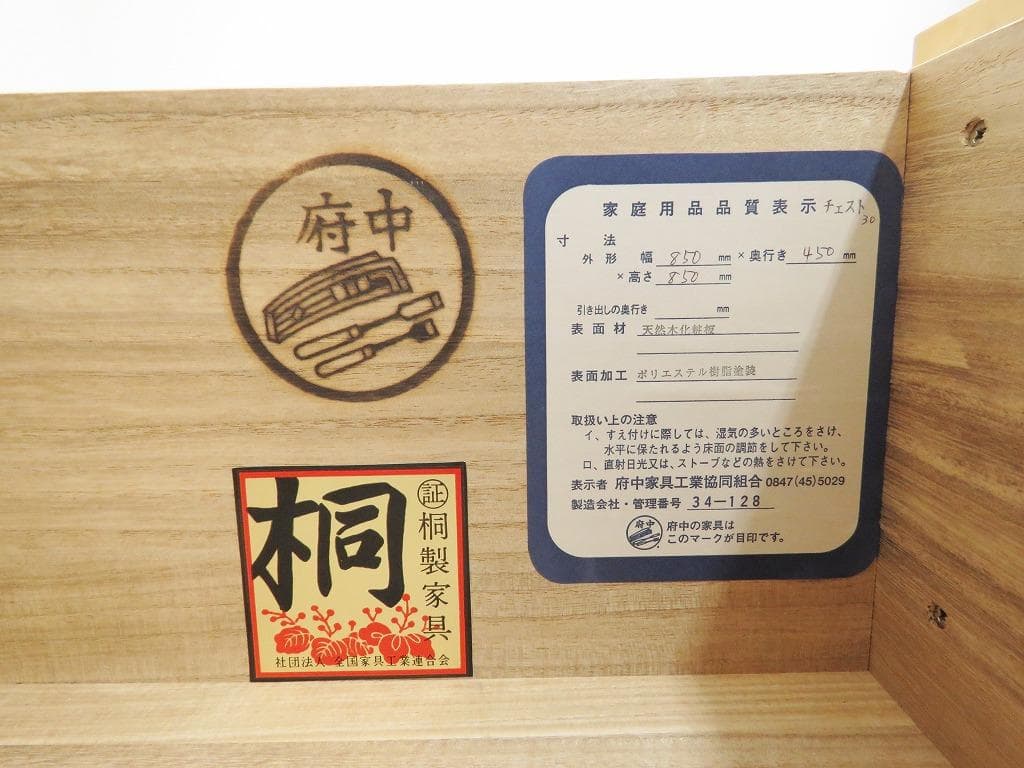 府中
桐
証
桐製家具
社団法人 全国家具工業連合会
家庭用品品質表示 チェスト
30
寸 法
外形 幅 850 mm × 奥行き 450 mm
× 高さ 850 mm
引き出しの奥行き mm
表面材 天然木化粧板
表面加工 ポリエステル樹脂塗装
取扱い上の注意
イ、すえ付けに際しては、湿気の多いところをさけ、
水平に保たれるよう床面の調節をして下さい。
ロ、直射日光又は、ストーブなどの熱をさけて下さい。
表示者 府中家具工業協同組合 0847(45)5029
製造会社・管理番号 34-128
府中
府中の家具は
このマークが目印です。